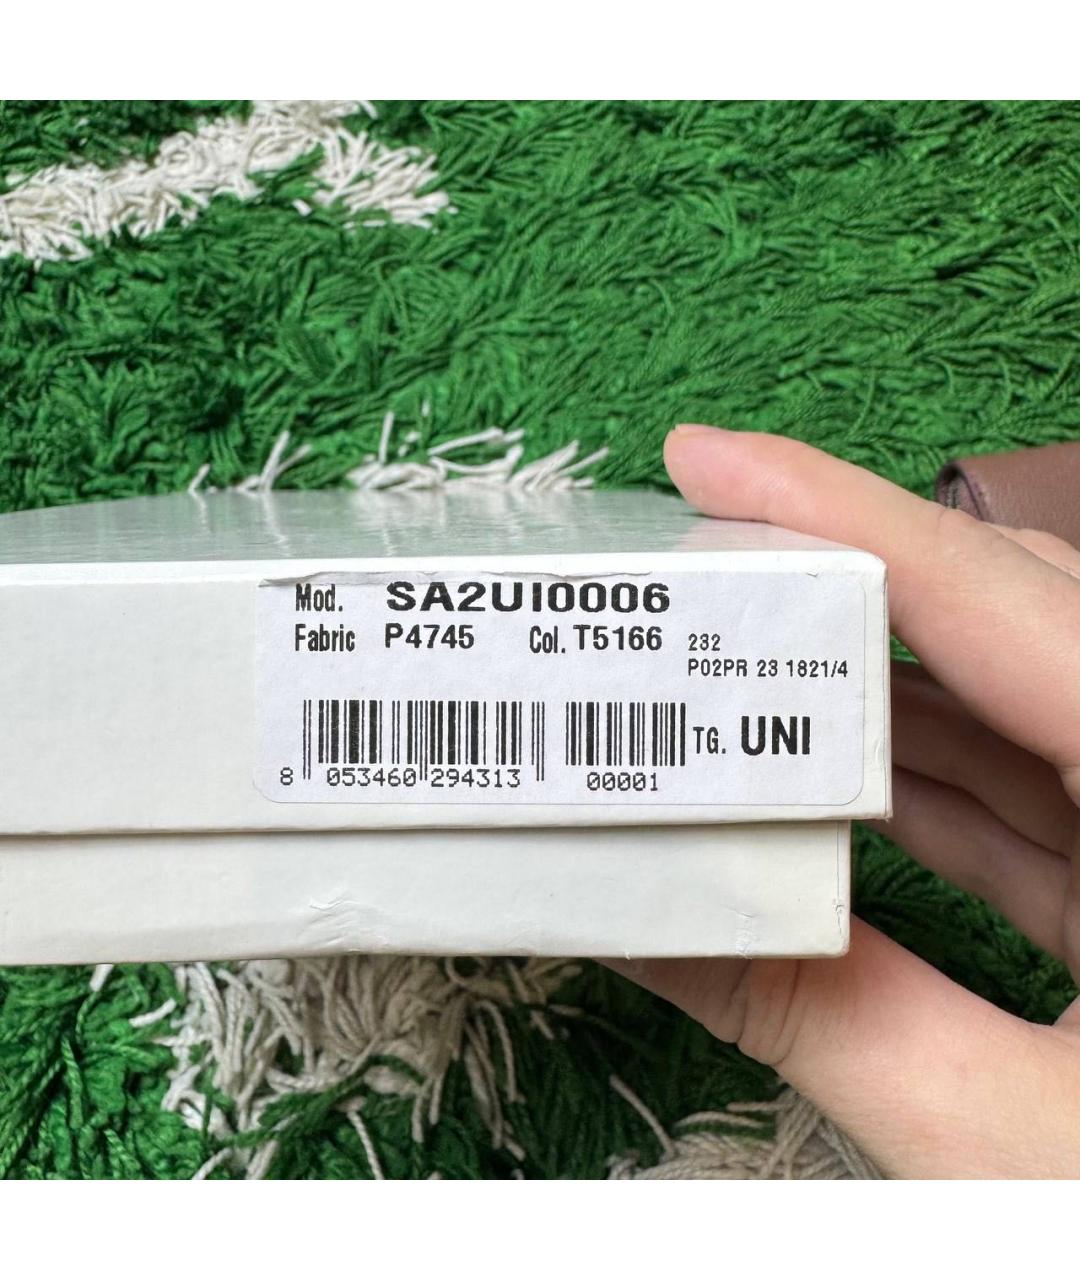 Mod. SA2UI0006
Fabric P4745 Col. T5166 232
P02PR 23 1821/4
TG. UNI
8 053460 294313 00001